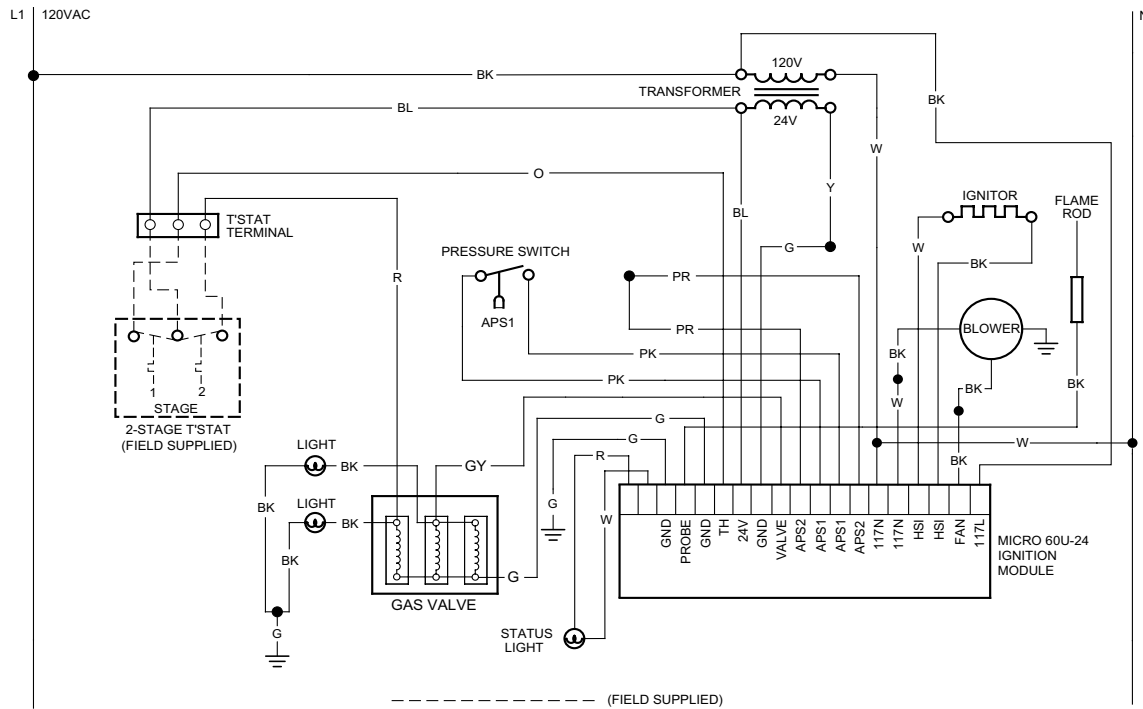 L1 120VAC
N
120V
BK
TRANSFORMER
24V
BK
BL
W
O
Y
IGNITOR
FLAME
ROD
T'STAT
TERMINAL
BL
W
PRESSURE SWITCH
G
BK
R
PR
APS1
BLOWER
PR
PK
BK
PK
BK
BK
1 2
STAGE
2-STAGE T'STAT
(FIELD SUPPLIED)
W
G
LIGHT
G
W
BK
GY
R
BK
BK
LIGHT
G
W
BK
BK
GND
PROBE
GND
TH
24V
GND
VALVE
APS2
APS1
APS1
APS2
117N
117N
HSI
HSI
FAN
117L
MICRO 60U-24
IGNITION
MODULE
G
GAS VALVE
G
STATUS
LIGHT
(FIELD SUPPLIED)